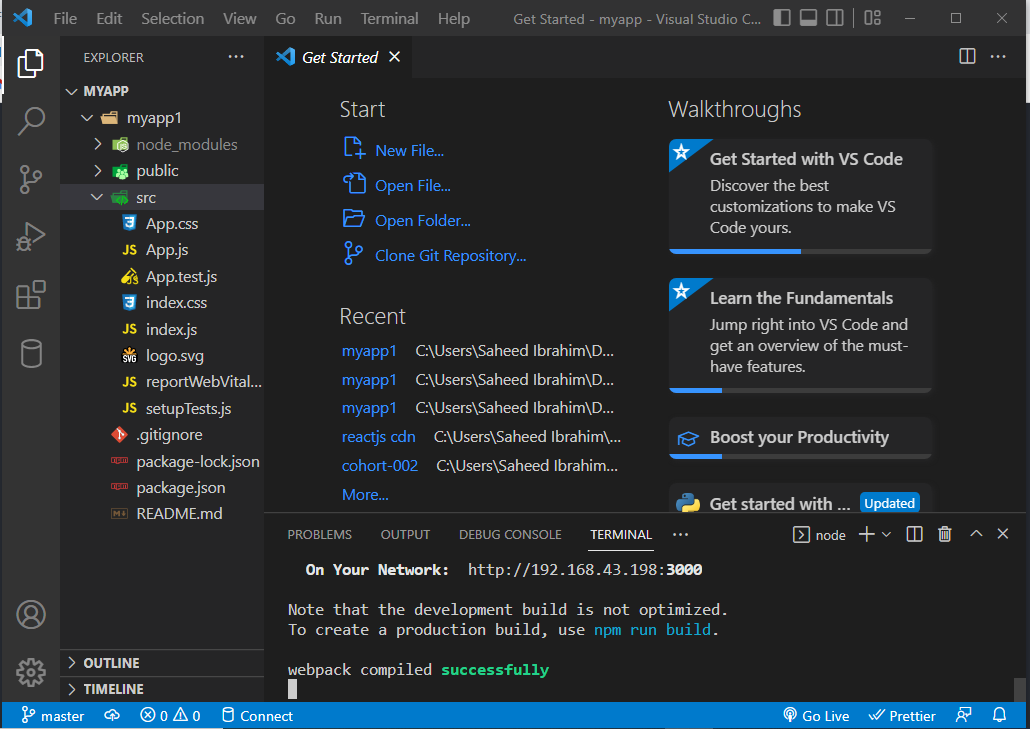 File Edit Selection View Go Run Terminal Help Get Started - myapp - Visual Studio C...
EXPLORER ···
MYAPP
myapp1
node_modules
public
src
App.css
JS App.js
App.test.js
index.css
JS index.js
SVG logo.svg
JS reportWebVital...
JS setupTests.js
.gitignore
package-lock.json
package.json
README.md
OUTLINE
TIMELINE
Get Started
Start
New File...
Open File...
Open Folder...
Clone Git Repository...
Recent
myapp1 C:\Users\Saheed Ibrahim\D...
myapp1 C:\Users\Saheed Ibrahim\D...
myapp1 C:\Users\Saheed Ibrahim\D...
reactjs cdn C:\Users\Saheed Ibrahim\...
cohort-002 C:\Users\Saheed Ibrahim...
More...
Walkthroughs
Get Started with VS Code
Discover the best
customizations to make VS
Code yours.
Learn the Fundamentals
Jump right into VS Code and
get an overview of the must-
have features.
Boost your Productivity
Get started with ... Updated
PROBLEMS OUTPUT DEBUG CONSOLE TERMINAL ··· node
On Your Network: http://192.168.43.198:3000
Note that the development build is not optimized.
To create a production build, use npm run build.
webpack compiled successfully
master 0 0 Connect Go Live Prettier